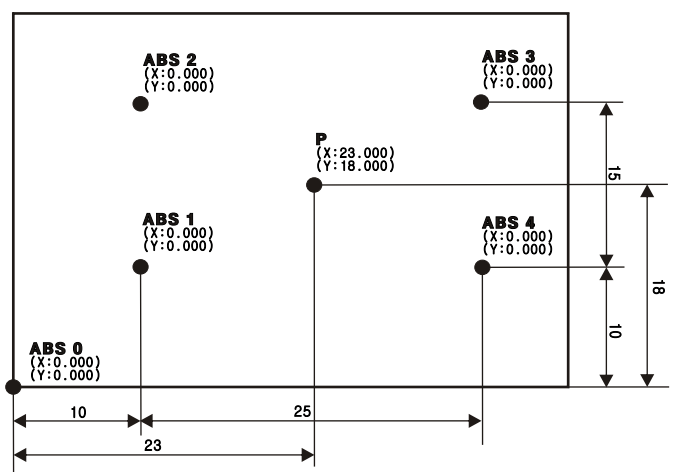 ABS 2
(X:0.000)
(Y:0.000)
ABS 3
(X:0.000)
(Y:0.000)
P
(X:23.000)
(Y:18.000)
15
ABS 1
(X:0.000)
(Y:0.000)
ABS 4
(X:0.000)
(Y:0.000)
18
10
ABS 0
(X:0.000)
(Y:0.000)
10
25
23